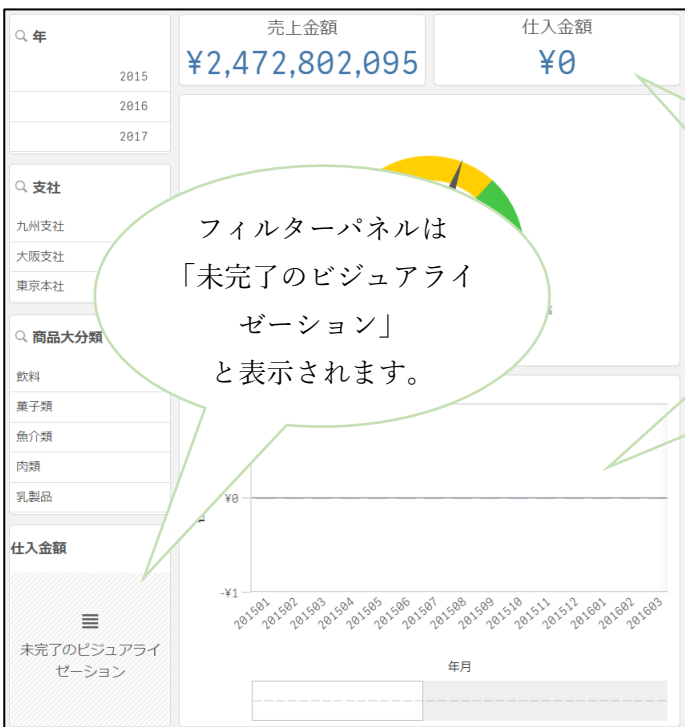 年
2015
2016
2017
支社
九州支社
大阪支社
東京本社
商品大分類
飲料
菓子類
魚介類
肉類
乳製品
仕入金額
未完了のビジュアライ
ゼーション
売上金額
¥2,472,802,095
仕入金額
¥0
フィルターパネルは
「未完了のビジュアライ
ゼーション」
と表示されます。
¥0
-¥1
201501
201502
201503
201504
201505
201506
201507
201508
201509
201510
201511
201512
201601
201602
201603
年月